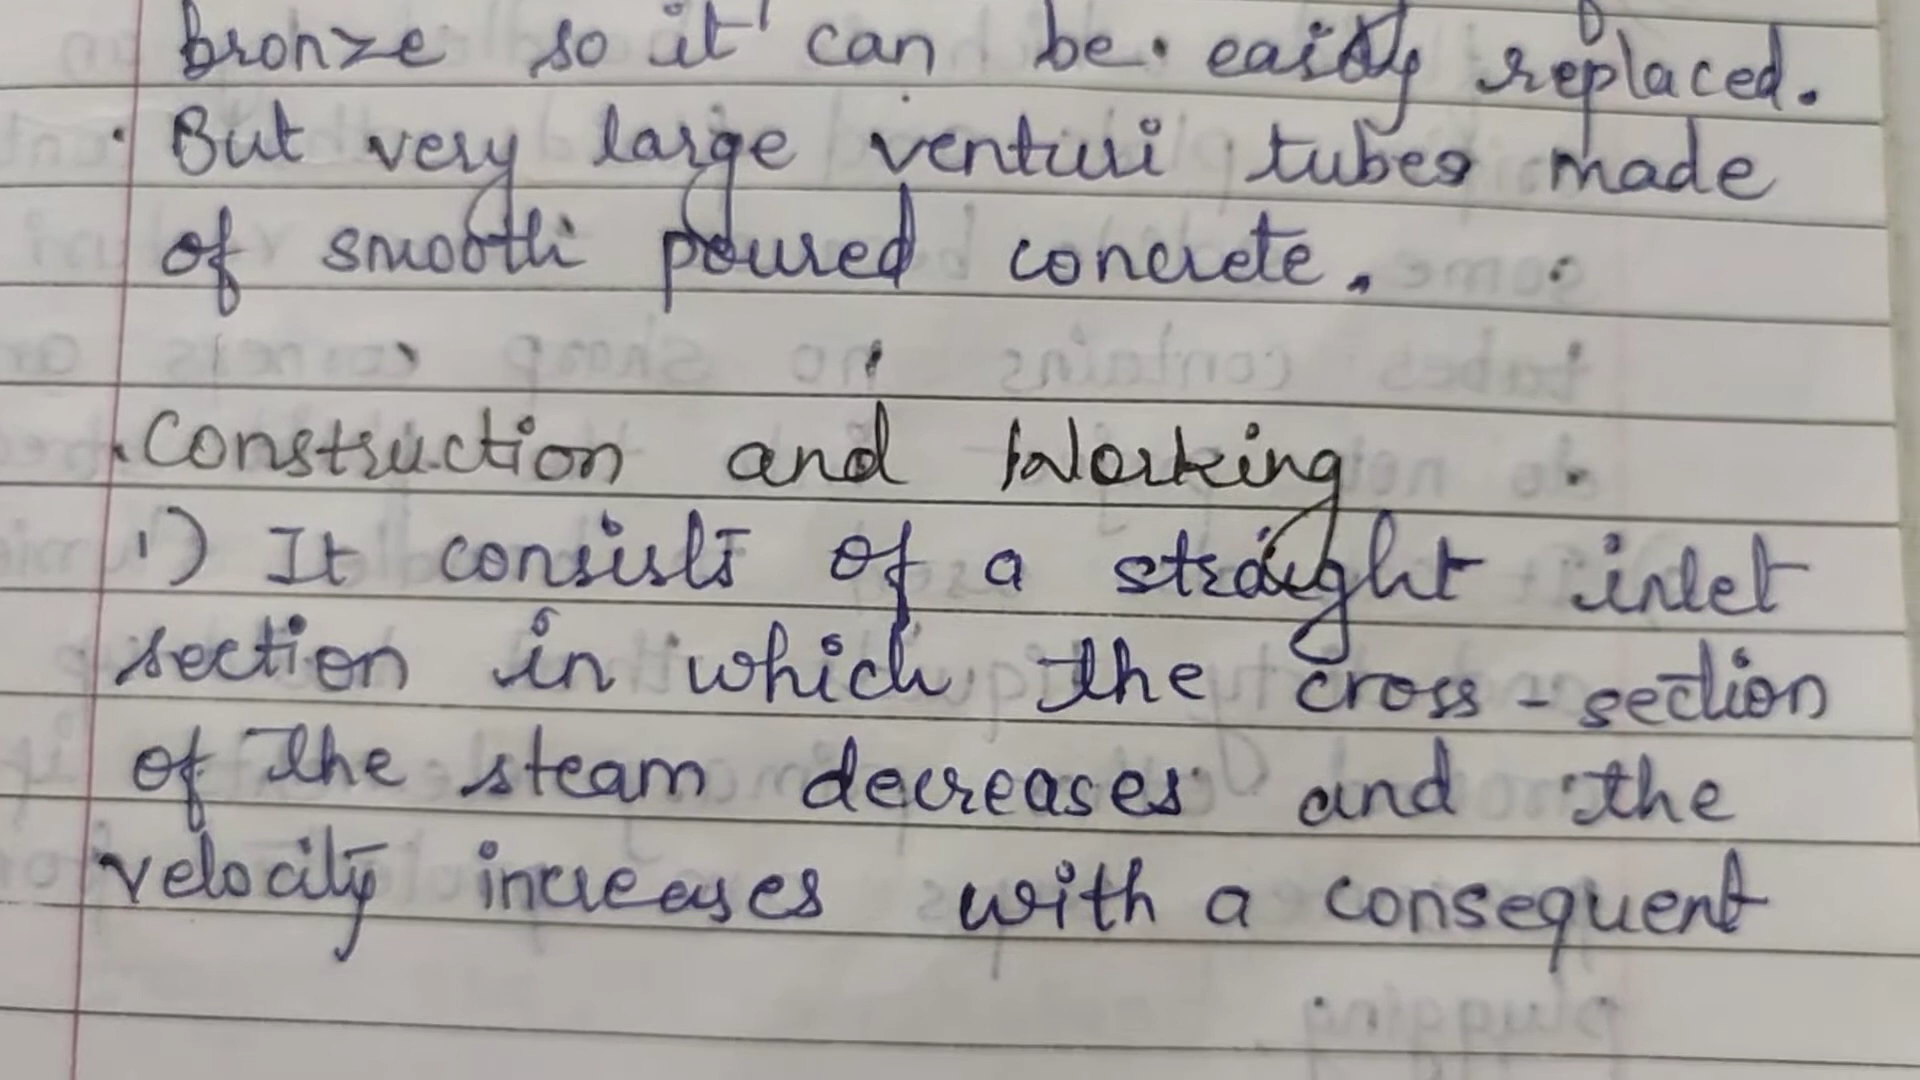 bronze so it can be easily replaced.
· But very large venturi tubes made
of smooth poured concrete.
. Construction and Working
1) It consists of a straight inlet
section in which the cross-section
of the steam decreases and the
velocity increases with a consequent